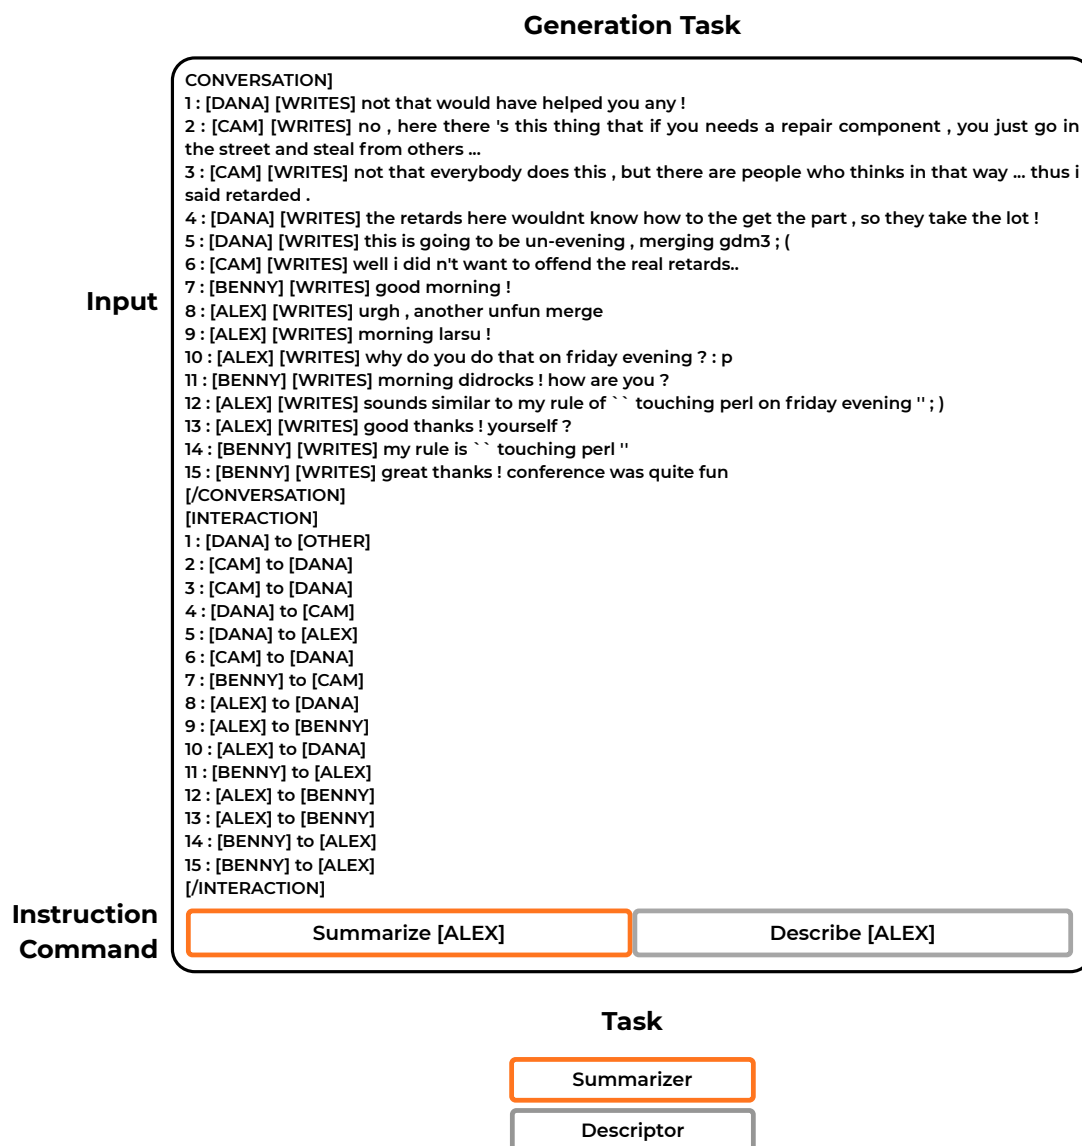 Generation Task
CONVERSATION]
1 : [DANA] [WRITES] not that would have helped you any !
2 : [CAM] [WRITES] no , here there 's this thing that if you needs a repair component , you just go in
the street and steal from others ...
3 : [CAM] [WRITES] not that everybody does this , but there are people who thinks in that way ... thus i
said retarded .
4 : [DANA] [WRITES] the retards here wouldnt know how to the get the part , so they take the lot !
5 : [DANA] [WRITES] this is going to be un-evening , merging gdm3 ; (
6 : [CAM] [WRITES] well i did n't want to offend the real retards..
7 : [BENNY] [WRITES] good morning !
Input
8 : [ALEX] [WRITES] urgh , another unfun merge
9 : [ALEX] [WRITES] morning larsu !
10 : [ALEX] [WRITES] why do you do that on friday evening ? : p
11 : [BENNY] [WRITES] morning didrocks ! how are you ?
12 : [ALEX] [WRITES] sounds similar to my rule of ` ` touching perl on friday evening '' ; )
13 : [ALEX] [WRITES] good thanks ! yourself ?
14 : [BENNY] [WRITES] my rule is ` ` touching perl ''
15 : [BENNY] [WRITES] great thanks ! conference was quite fun
[/CONVERSATION]
[INTERACTION]
1 : [DANA] to [OTHER]
2 : [CAM] to [DANA]
3 : [CAM] to [DANA]
4 : [DANA] to [CAM]
5 : [DANA] to [ALEX]
6 : [CAM] to [DANA]
7 : [BENNY] to [CAM]
8 : [ALEX] to [DANA]
9 : [ALEX] to [BENNY]
10 : [ALEX] to [DANA]
11 : [BENNY] to [ALEX]
12 : [ALEX] to [BENNY]
13 : [ALEX] to [BENNY]
14 : [BENNY] to [ALEX]
15 : [BENNY] to [ALEX]
[/INTERACTION]
Instruction
Command
Summarize [ALEX]
Describe [ALEX]
Task
Summarizer
Descriptor